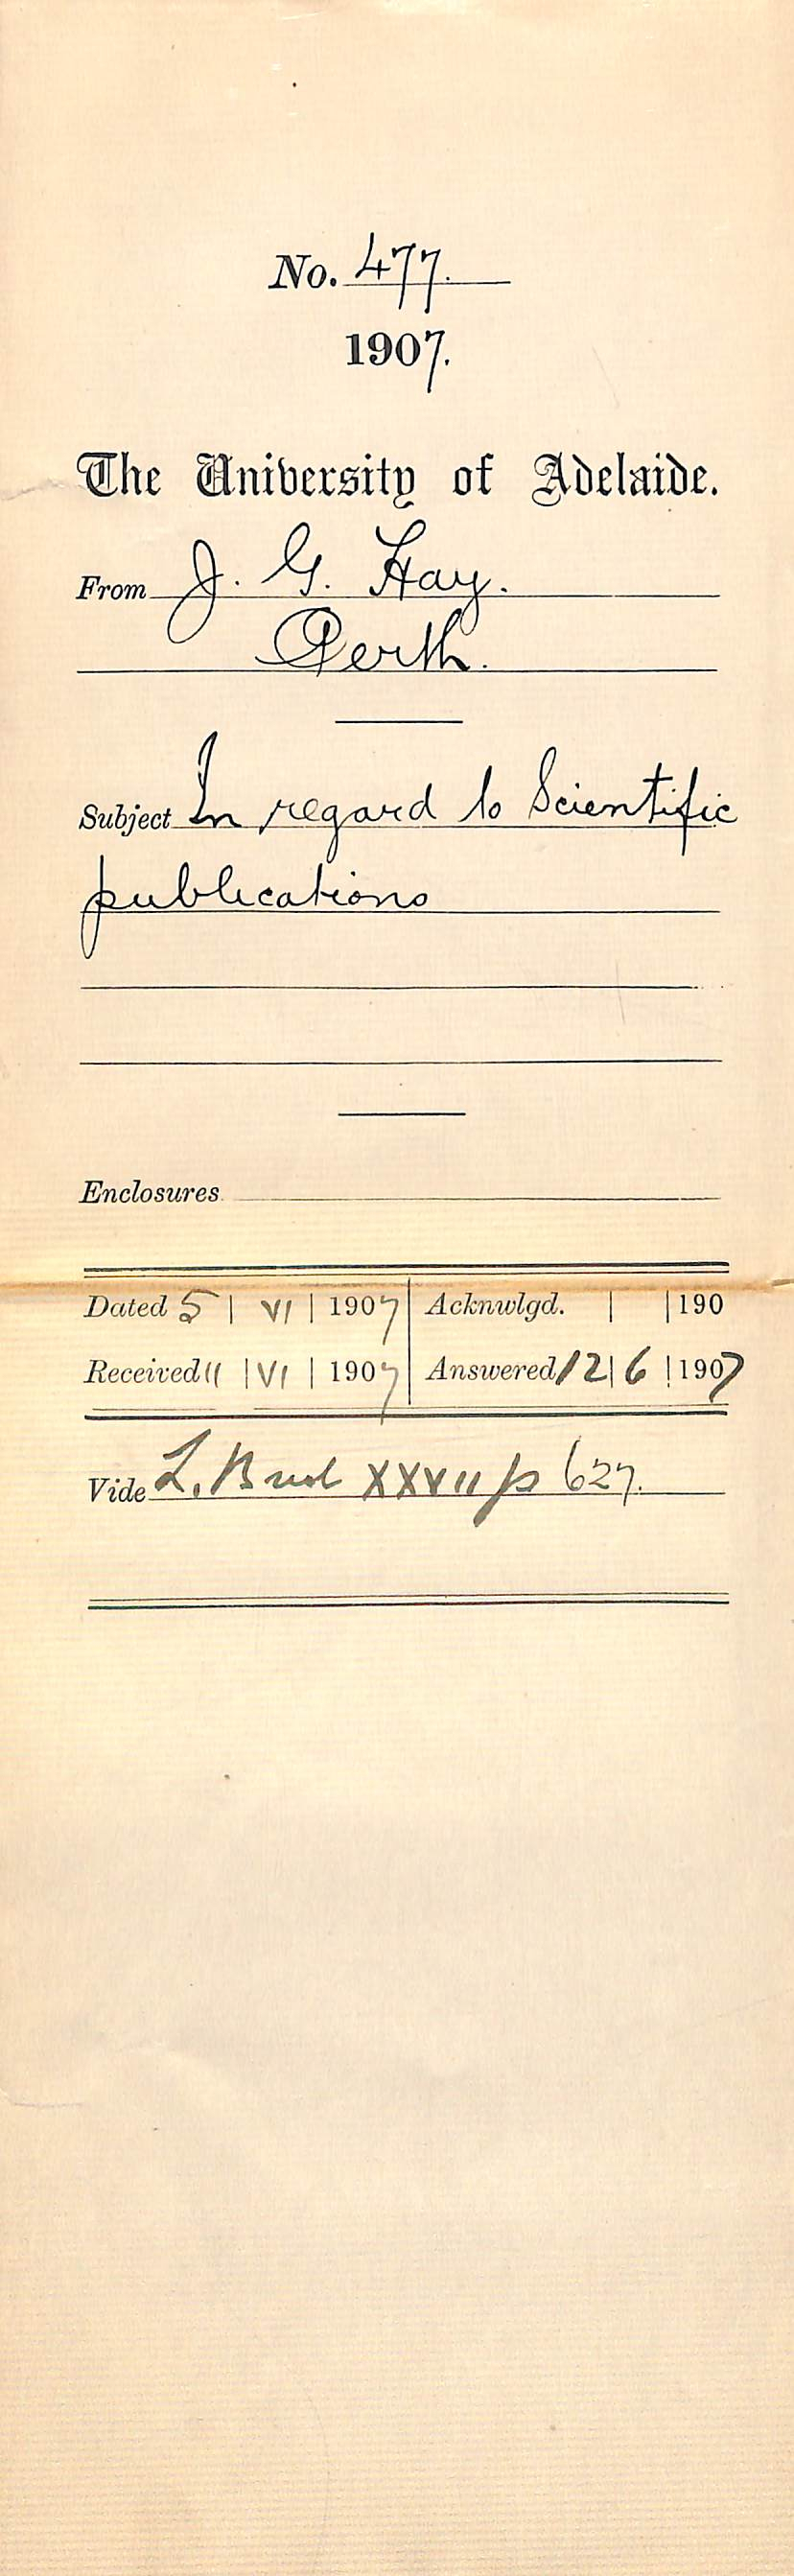 No. 477.
1907.
The University of Adelaide.
From J. G. Hay.
Perth.
Subject In regard to Scientific
publications
Enclosures
Dated 5 | VI | 1907 Acknwlgd. | | 190
Received 11 | VI | 1907 Answered 12 | 6 | 1907
Vide L. XXVII p 627.